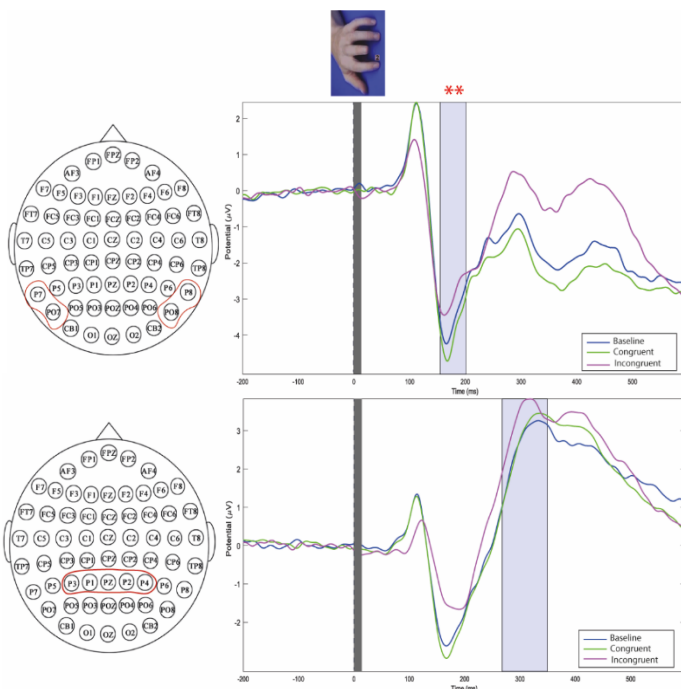 **
FP1 FPZ FP2
AF3 AF4
F7 F5 F3 F1 FZ F2 F4 F6 F8
FT7 FC5 FC3 FC1 FCZ FC2 FC4 FC6 FT8
T7 C5 C3 C1 CZ C2 C4 C6 T8
TP7 CP5 CP3 CP1 CPZ CP2 CP4 CP6 TP8
P7 P5 P3 P1 PZ P2 P4 P6 P8
PO7 PO5 PO3 POZ PO4 PO6 PO8
CB1 O1 OZ O2 CB2
Potential (μV)
2
1
0
-1
-2
-3
-4
Baseline
Congruent
Incongruent
-200 -100 0 100 200 300 400 500
Time (ms)
FP1 FPZ FP2
AF3 AF4
F7 F5 F3 F1 FZ F2 F4 F6 F8
FT7 FC5 FC3 FC1 FCZ FC2 FC4 FC6 FT8
T7 C5 C3 C1 CZ C2 C4 C6 T8
TP7 CP5 CP3 CP1 CPZ CP2 CP4 CP6 TP8
P7 P5 P3 P1 PZ P2 P4 P6 P8
PO7 PO5 PO3 POZ PO4 PO6 PO8
CB1 O1 OZ O2 CB2
Potential (μV)
3
2
1
0
-1
-2
Baseline
Congruent
Incongruent
-200 -100 0 100 200 300 400 500
Time (ms)